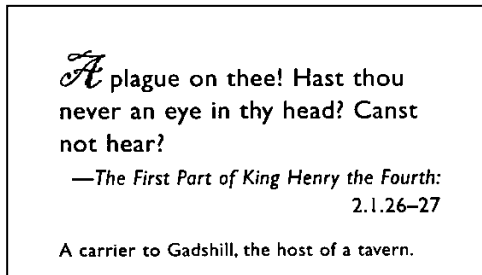 A plague on thee! Hast thou
never an eye in thy head? Canst
not hear?
—The First Part of King Henry the Fourth:
2.1.26–27
A carrier to Gadshill, the host of a tavern.